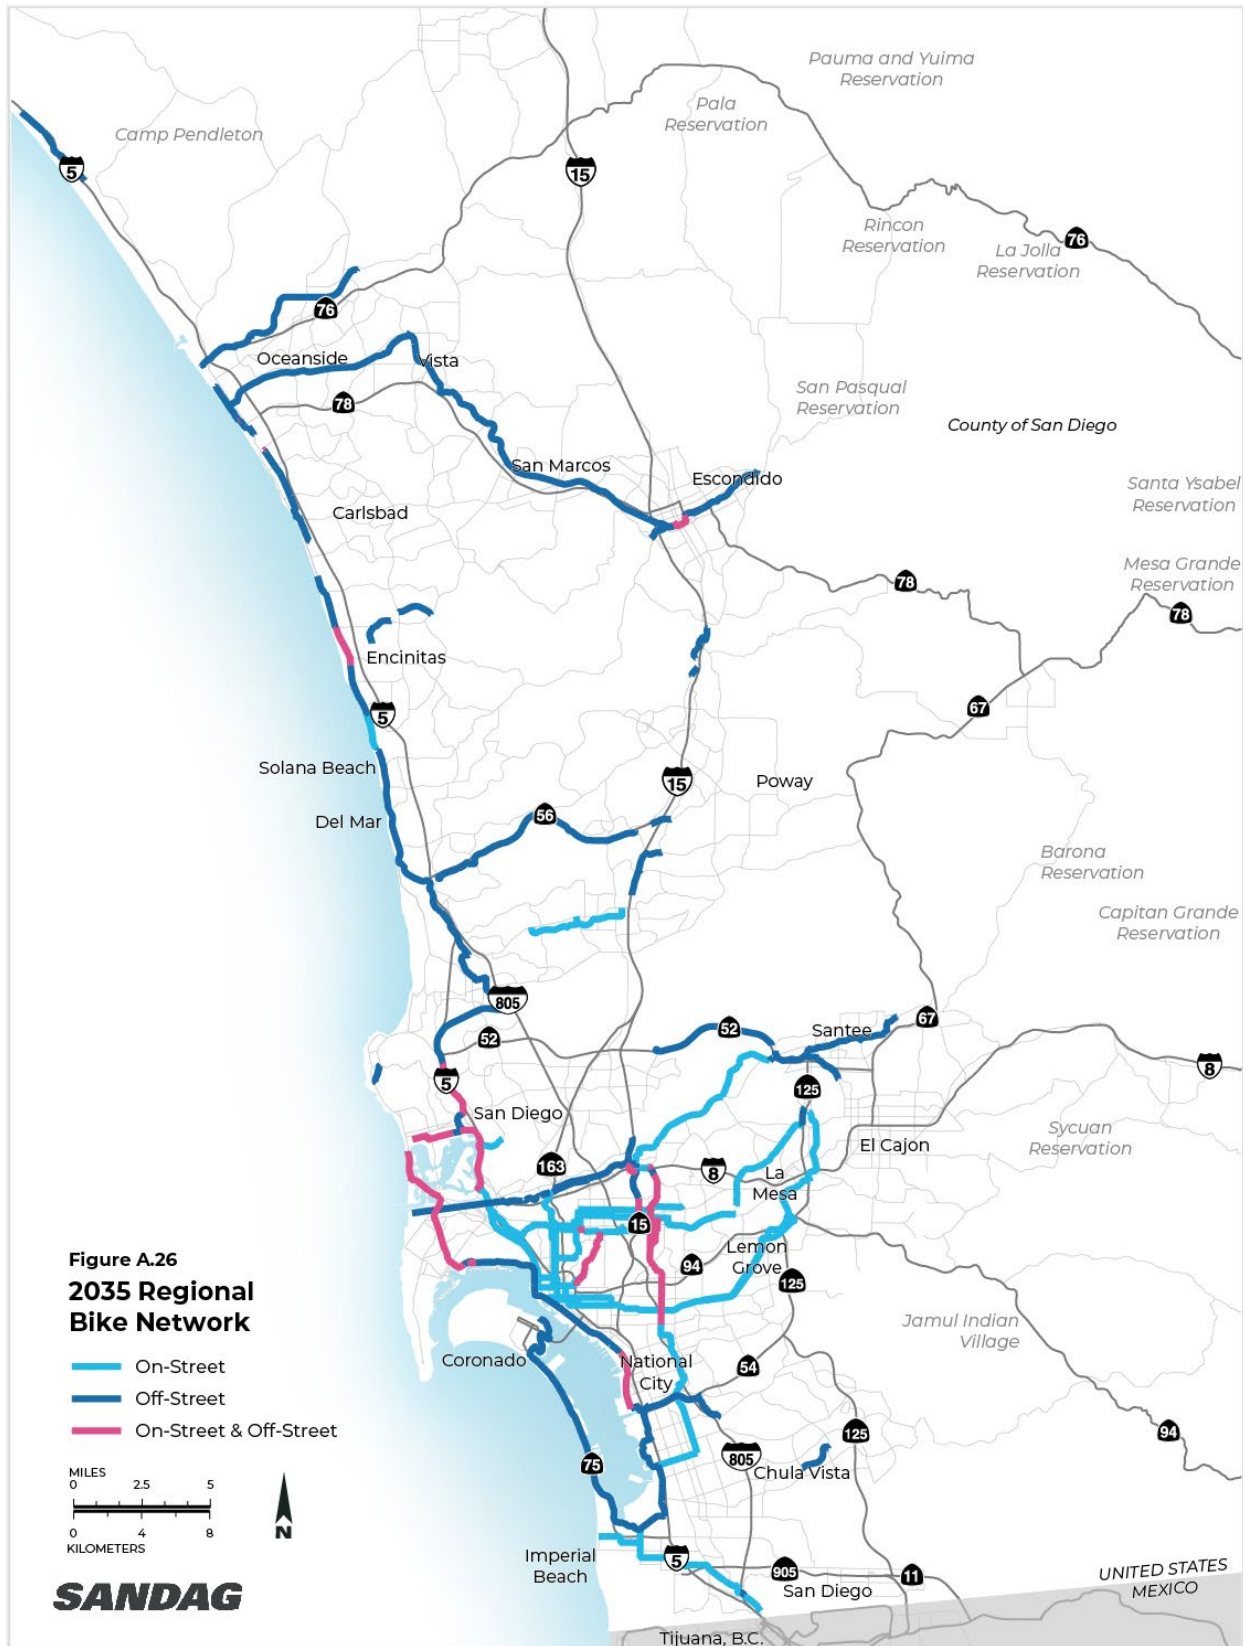 Pauma and Yuima
Reservation
Pala
Reservation
Camp Pendleton
5
15
Rincon
Reservation
La Jolla
Reservation
76
76
Oceanside
Vista
78
San Pasqual
Reservation
County of San Diego
San Marcos
Escondido
Santa Ysabel
Reservation
Carlsbad
Mesa Grande
Reservation
78
78
Encinitas
67
5
Solana Beach
15
Poway
Del Mar
56
Barona
Reservation
Capitan Grande
Reservation
805
52
52
Santee
67
8
5
125
San Diego
El Cajon
Sycuan
Reservation
163
8
La
Mesa
15
Lemon
Grove
94
125
Figure A.26
2035 Regional
Bike Network
On-Street
Off-Street
On-Street & Off-Street
Jamul Indian
Village
Coronado
National
City
54
125
94
75
805
Chula Vista
MILES
0 2.5 5
0 4 8
KILOMETERS
N
Imperial
Beach
5
905
11
San Diego
UNITED STATES
MEXICO
SANDAG
Tijuana, B.C.